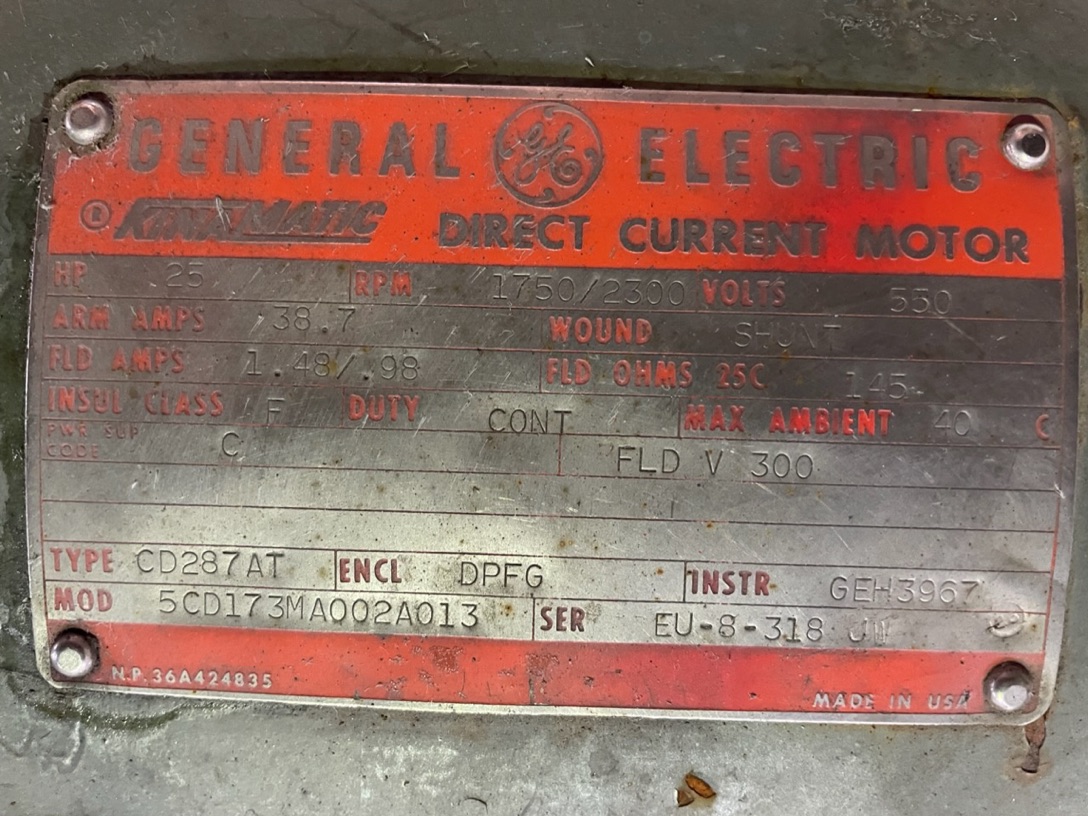 GENERAL GE ELECTRIC
® KINAMATIC DIRECT CURRENT MOTOR
HP 25 RPM 1750/2300 VOLTS 550
ARM AMPS 38.7 WOUND SHUNT
FLD AMPS 1.48/.98 FLD OHMS 25C 145
INSUL CLASS F DUTY CONT MAX AMBIENT 40 C
PWR SUP CODE C FLD V 300
TYPE CD287AT ENCL DPFG INSTR GEH3967
MOD 5CD173MA002A013 SER EU-8-318
N.P. 36A424835 MADE IN USA